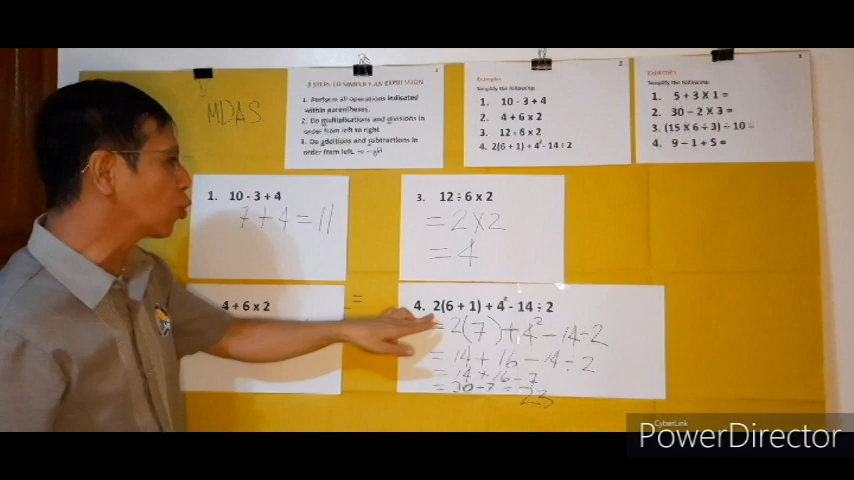 MDAS
3 STEPS TO SIMPLIFY AN EXPRESSION
1. Perform all operations indicated
within parentheses.
2. Do multiplications and divisions in
order from left to right
3. Do additions and subtractions in
order from left to right
2
Examples
Simplify the following:
1. 10 - 3 + 4
2. 4 + 6 x 2
3. 12 ÷ 6 x 2
4. 2(6 + 1) + 4² - 14 ÷ 2
EXERCISES
Simplify the following:
1. 5 + 3 X 1 =
2. 30 – 2 X 3 =
3. (15 X 6 ÷ 3) ÷ 10 =
4. 9 – 1 + 5 =
1. 10 - 3 + 4
7 + 4 = 11
3. 12 ÷ 6 x 2
= 2 X 2
= 4
4 + 6 x 2
=
4. 2(6 + 1) + 4² - 14 ÷ 2
= 2(7) + 4² - 14 - 2
= 14 + 16 - 14 ÷ 2
= 14 + 16 - 7
= 30 - 7 = 23
CyberLink
PowerDirector